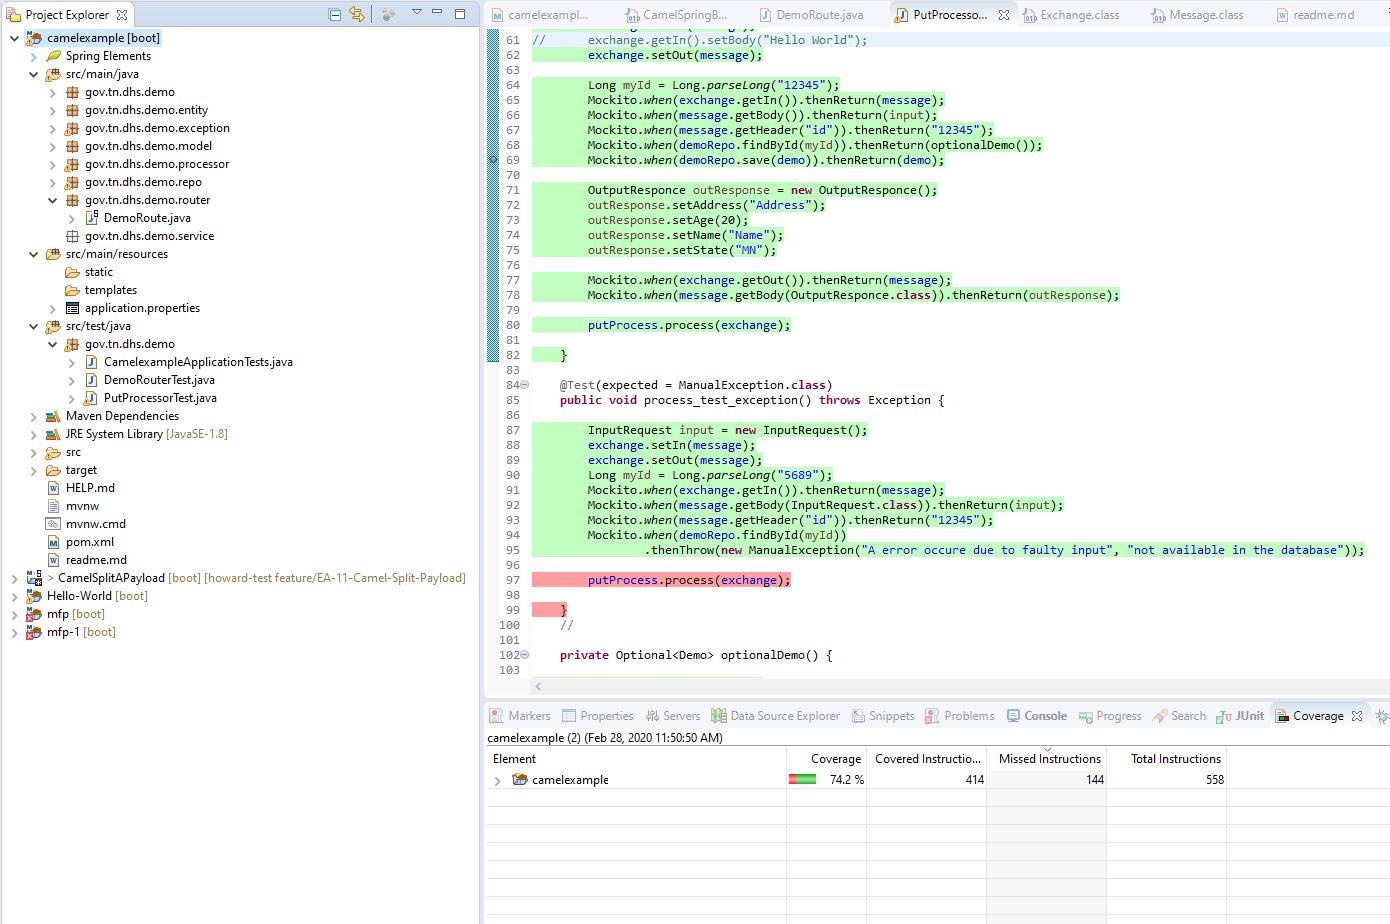 Project Explorer
camelexample [boot]
Spring Elements
src/main/java
gov.tn.dhs.demo
gov.tn.dhs.demo.entity
gov.tn.dhs.demo.exception
gov.tn.dhs.demo.model
gov.tn.dhs.demo.processor
gov.tn.dhs.demo.repo
gov.tn.dhs.demo.router
DemoRoute.java
gov.tn.dhs.demo.service
src/main/resources
static
templates
application.properties
src/test/java
gov.tn.dhs.demo
CamelexampleApplicationTests.java
DemoRouterTest.java
PutProcessorTest.java
Maven Dependencies
JRE System Library [JavaSE-1.8]
src
target
HELP.md
mvnw
mvnw.cmd
pom.xml
readme.md
> CamelSplitAPayload [boot] [howard-test feature/EA-11-Camel-Split-Payload]
Hello-World [boot]
mfp [boot]
mfp-1 [boot]
camelexampl... CamelSpringB... DemoRoute.java PutProcesso... Exchange.class Message.class readme.md
61 // exchange.getIn().setBody("Hello World");
62 exchange.setOut(message);
63
64 Long myId = Long.parseLong("12345");
65 Mockito.when(exchange.getIn()).thenReturn(message);
66 Mockito.when(message.getBody()).thenReturn(input);
67 Mockito.when(message.getHeader("id")).thenReturn("12345");
68 Mockito.when(demoRepo.findById(myId)).thenReturn(optionalDemo());
69 Mockito.when(demoRepo.save(demo)).thenReturn(demo);
70
71 OutputResponce outResponse = new OutputResponce();
72 outResponse.setAddress("Address");
73 outResponse.setAge(20);
74 outResponse.setName("Name");
75 outResponse.setState("MN");
76
77 Mockito.when(exchange.getOut()).thenReturn(message);
78 Mockito.when(message.getBody(OutputResponce.class)).thenReturn(outResponse);
79
80 putProcess.process(exchange);
81
82 }
83
84 @Test(expected = ManualException.class)
85 public void process_test_exception() throws Exception {
86
87 InputRequest input = new InputRequest();
88 exchange.setIn(message);
89 exchange.setOut(message);
90 Long myId = Long.parseLong("5689");
91 Mockito.when(exchange.getIn()).thenReturn(message);
92 Mockito.when(message.getBody(InputRequest.class)).thenReturn(input);
93 Mockito.when(message.getHeader("id")).thenReturn("12345");
94 Mockito.when(demoRepo.findById(myId))
95 .thenThrow(new ManualException("A error occure due to faulty input", "not available in the database"));
96
97 putProcess.process(exchange);
98
99 }
100 //
101
102 private Optional<Demo> optionalDemo() {
103
Markers Properties Servers Data Source Explorer Snippets Problems Console Progress Search JUnit Coverage
camelexample (2) (Feb 28, 2020 11:50:50 AM)
Element Coverage Covered Instructio... Missed Instructions Total Instructions
camelexample 74.2 % 414 144 558